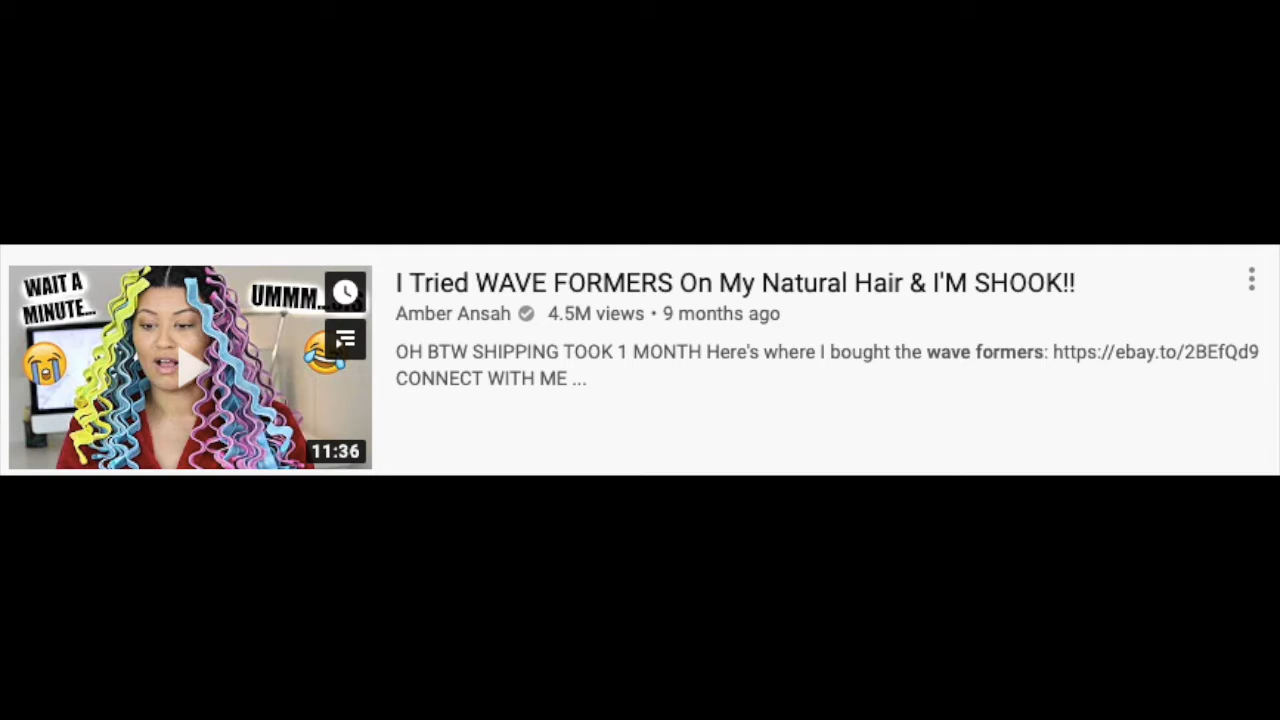 WAIT A
MINUTE...
UMMM...
11:36
I Tried WAVE FORMERS On My Natural Hair & I'M SHOOK!!
Amber Ansah 4.5M views • 9 months ago
OH BTW SHIPPING TOOK 1 MONTH Here's where I bought the wave formers: https://ebay.to/2BEfQd9
CONNECT WITH ME ...